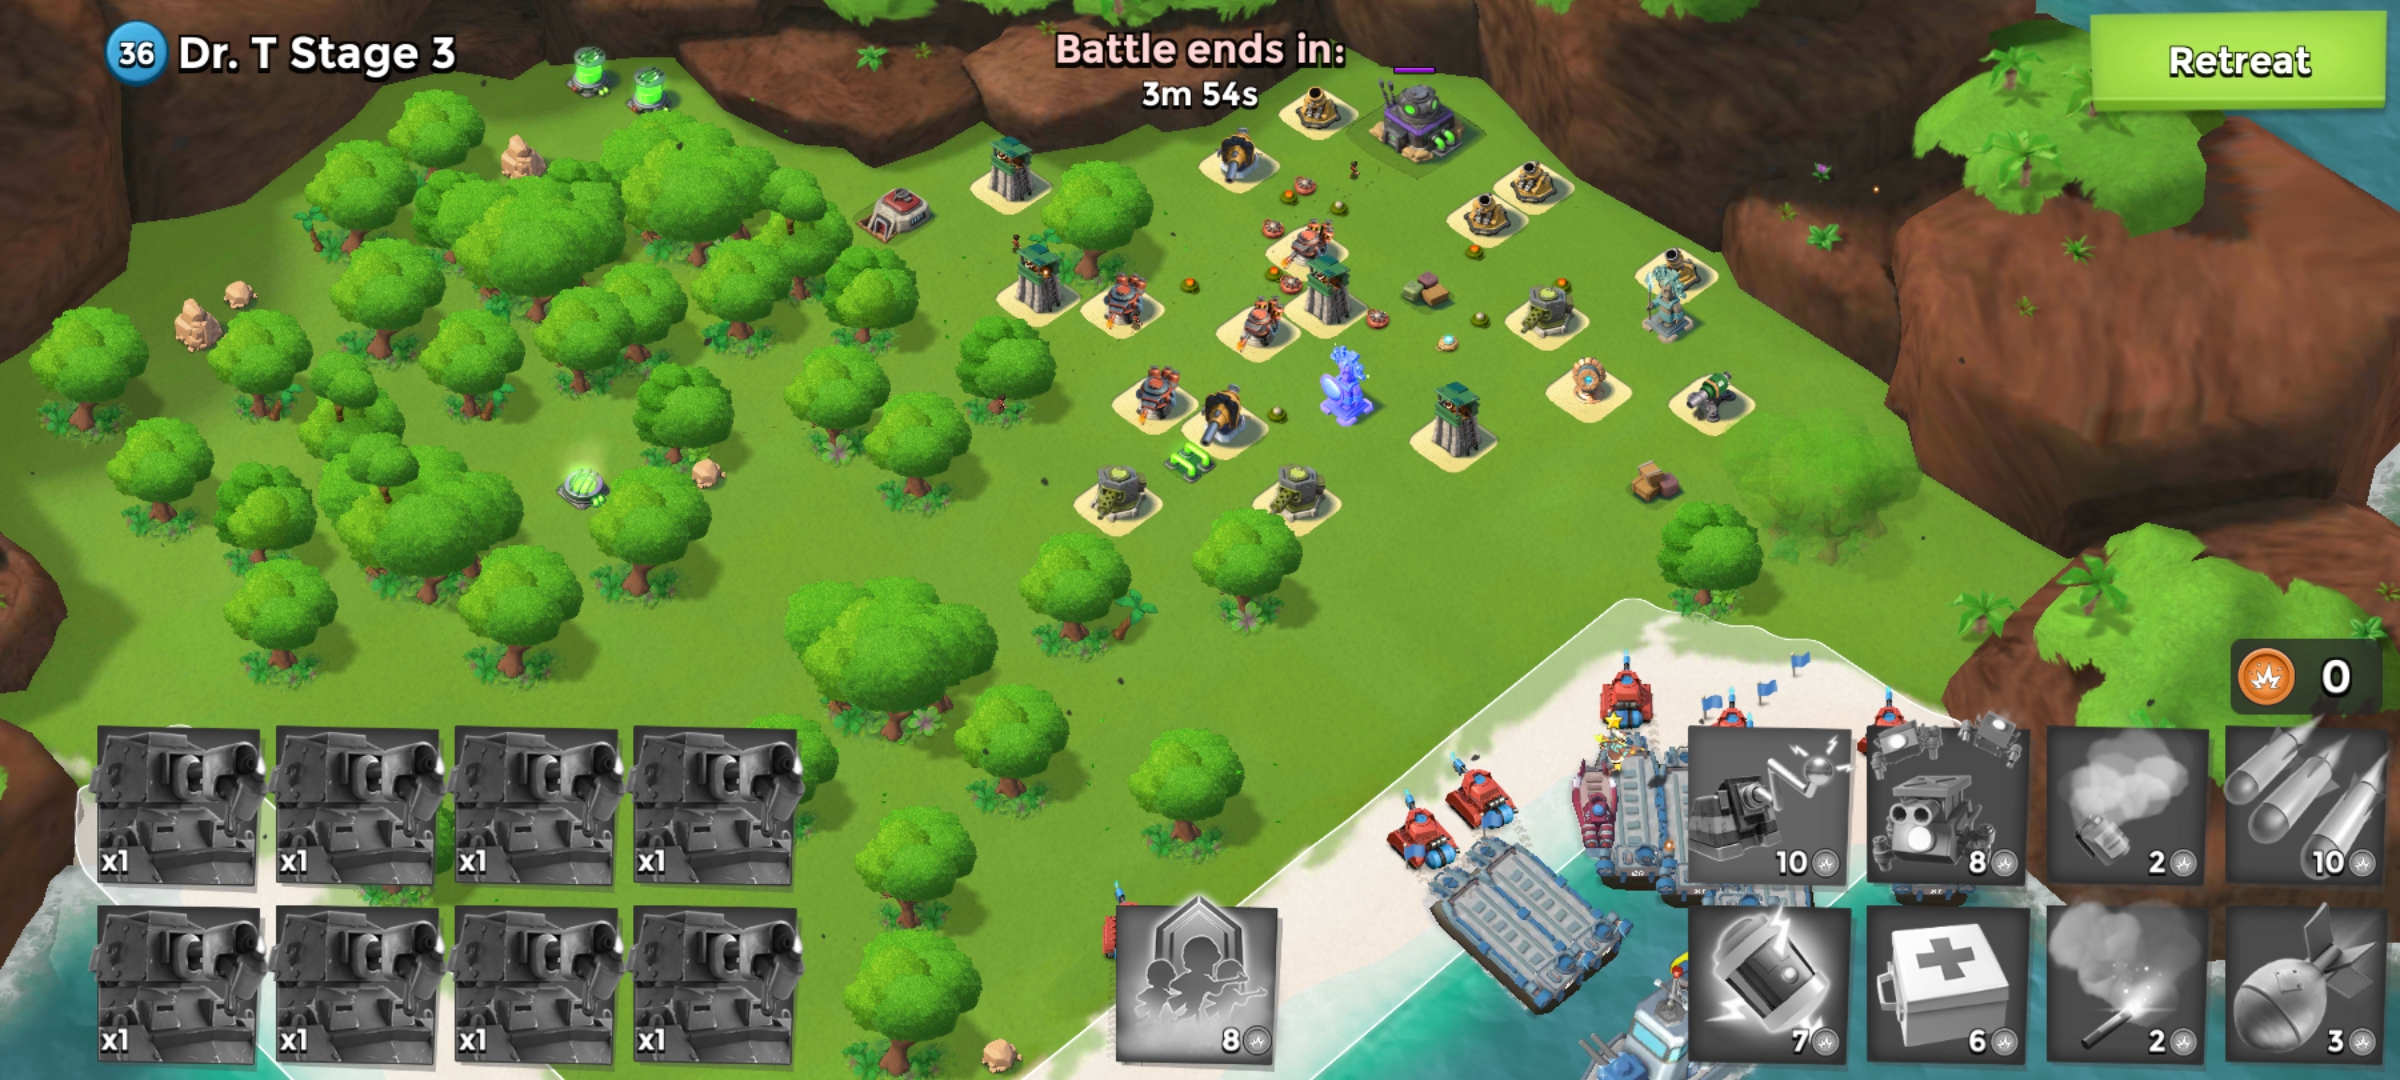 36 Dr. T Stage 3
Battle ends in:
3m 54s
Retreat
0
x1 x1 x1 x1
10 8 2 10
x1 x1 x1 x1
8
7 6 2 3